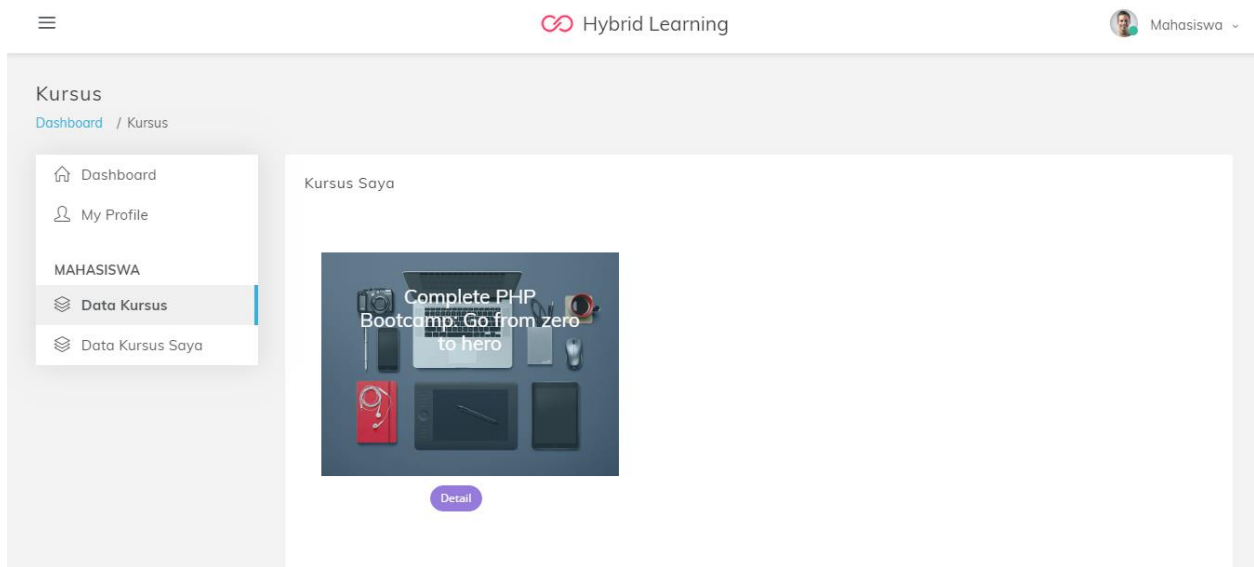 Hybrid Learning
Mahasiswa
Kursus
Dashboard / Kursus
Dashboard
My Profile
MAHASISWA
Data Kursus
Data Kursus Saya
Kursus Saya
Complete PHP
Bootcamp: Go from zero
to hero
Detail